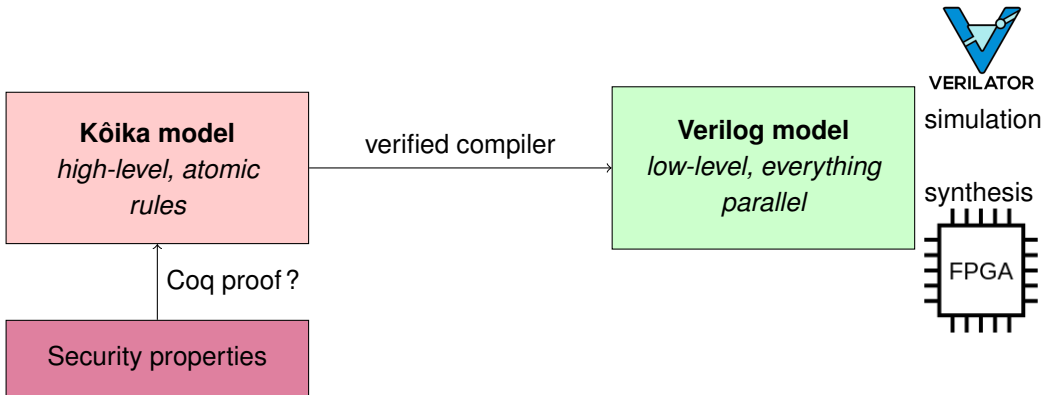 VERILATOR
Kôika model
high-level, atomic
rules
verified compiler
Verilog model
low-level, everything
parallel
simulation
synthesis
FPGA
Coq proof ?
Security properties